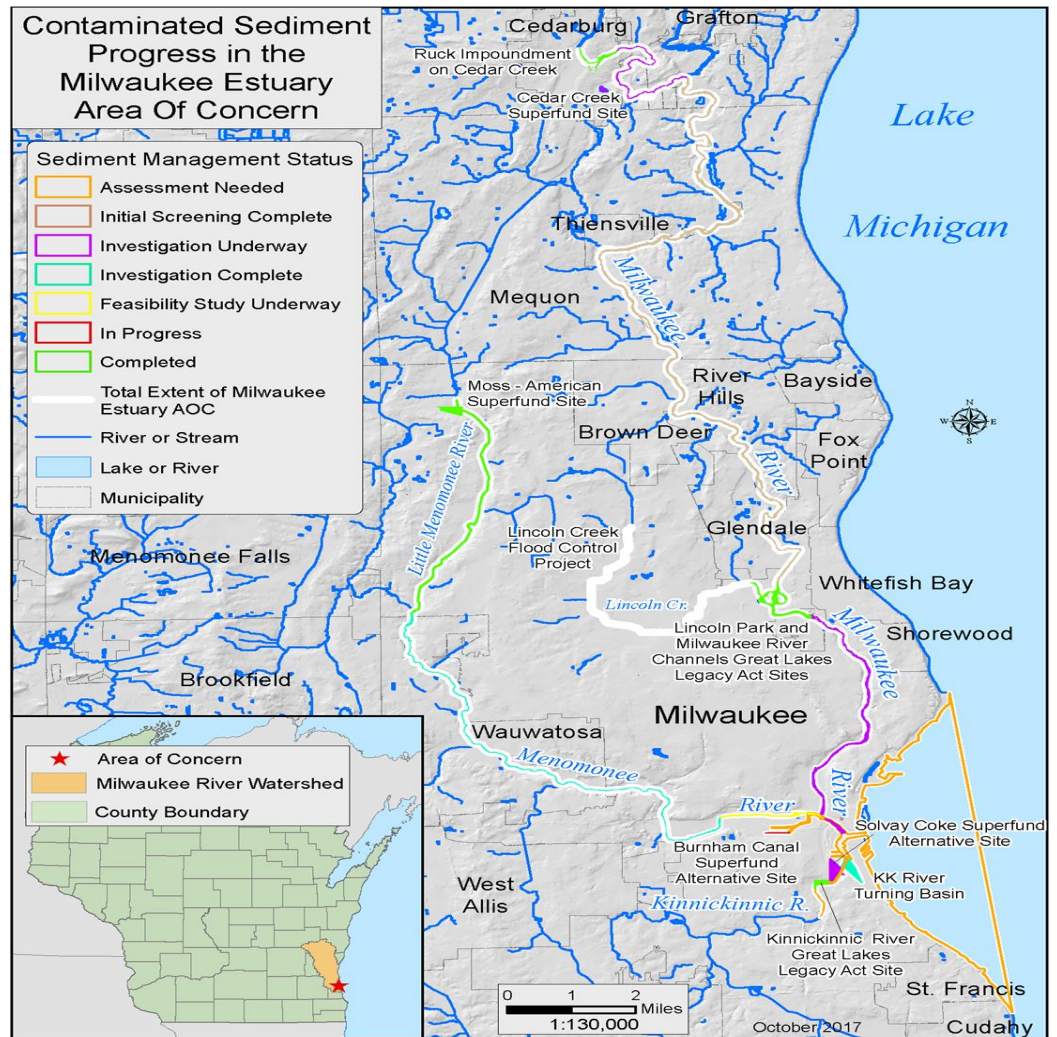 Contaminated Sediment
Progress in the
Milwaukee Estuary
Area Of Concern
Sediment Management Status
Assessment Needed
Initial Screening Complete
Investigation Underway
Investigation Complete
Feasibility Study Underway
In Progress
Completed
Total Extent of Milwaukee
Estuary AOC
River or Stream
Lake or River
Municipality
Cedarburg
Grafton
Ruck Impoundment
on Cedar Creek
Cedar Creek
Superfund Site
Lake
Michigan
Thiensville
Milwaukee
Mequon
River
Hills
Bayside
Moss - American
Superfund Site
Brown Deer
Fox
Point
River
N
W
E
S
Little Menomonee River
Glendale
Lincoln Creek
Flood Control
Project
Menomonee Falls
Whitefish Bay
Lincoln Cr.
Milwaukee
Shorewood
Lincoln Park and
Milwaukee River
Channels Great Lakes
Legacy Act Sites
Brookfield
Milwaukee
Wauwatosa
Menomonee
River
River
Solvay Coke Superfund
Alternative Site
Burnham Canal
Superfund
Alternative Site
KK River
Turning Basin
West
Allis
Kinnickinnic R.
Kinnickinnic River
Great Lakes
Legacy Act Site
St. Francis
Cudahy
Area of Concern
Milwaukee River Watershed
County Boundary
0 1 2
Miles
1:130,000
October 2017